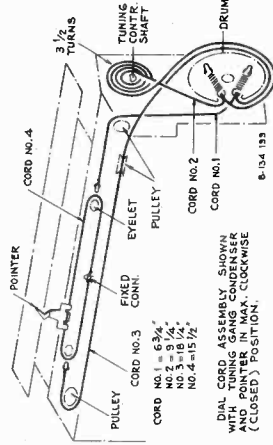 3 1/2
TURNS
TUNING
CONTR.
SHAFT
DRUM
CORD NO.4
POINTER
EYELET
PULLEY
CORD NO.2
CORD NO.1
FIXED
CONN.
CORD NO.3
PULLEY
CORD NO. 1 = 6 3/4"
NO. 2 = 9 1/4"
NO. 3 = 18 1/4"
NO. 4 = 15 1/2"
DIAL CORD ASSEMBLY SHOWN
WITH TUNING GANG CONDENSER
AND POINTER IN MAX. CLOCKWISE
(CLOSED) POSITION.
8-134 199